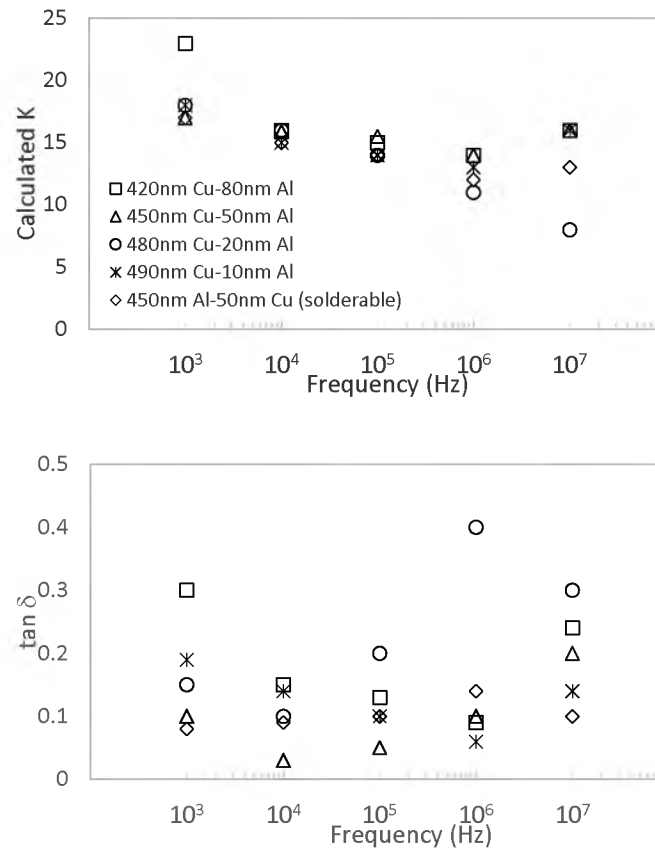 25
20
15
10
5
0
Calculated K
420nm Cu-80nm Al
450nm Cu-50nm Al
480nm Cu-20nm Al
490nm Cu-10nm Al
450nm Al-50nm Cu (solderable)
10³ 10⁴ 10⁵ 10⁶ 10⁷
Frequency (Hz)
0.5
0.4
0.3
0.2
0.1
0
tan δ
10³ 10⁴ 10⁵ 10⁶ 10⁷
Frequency (Hz)